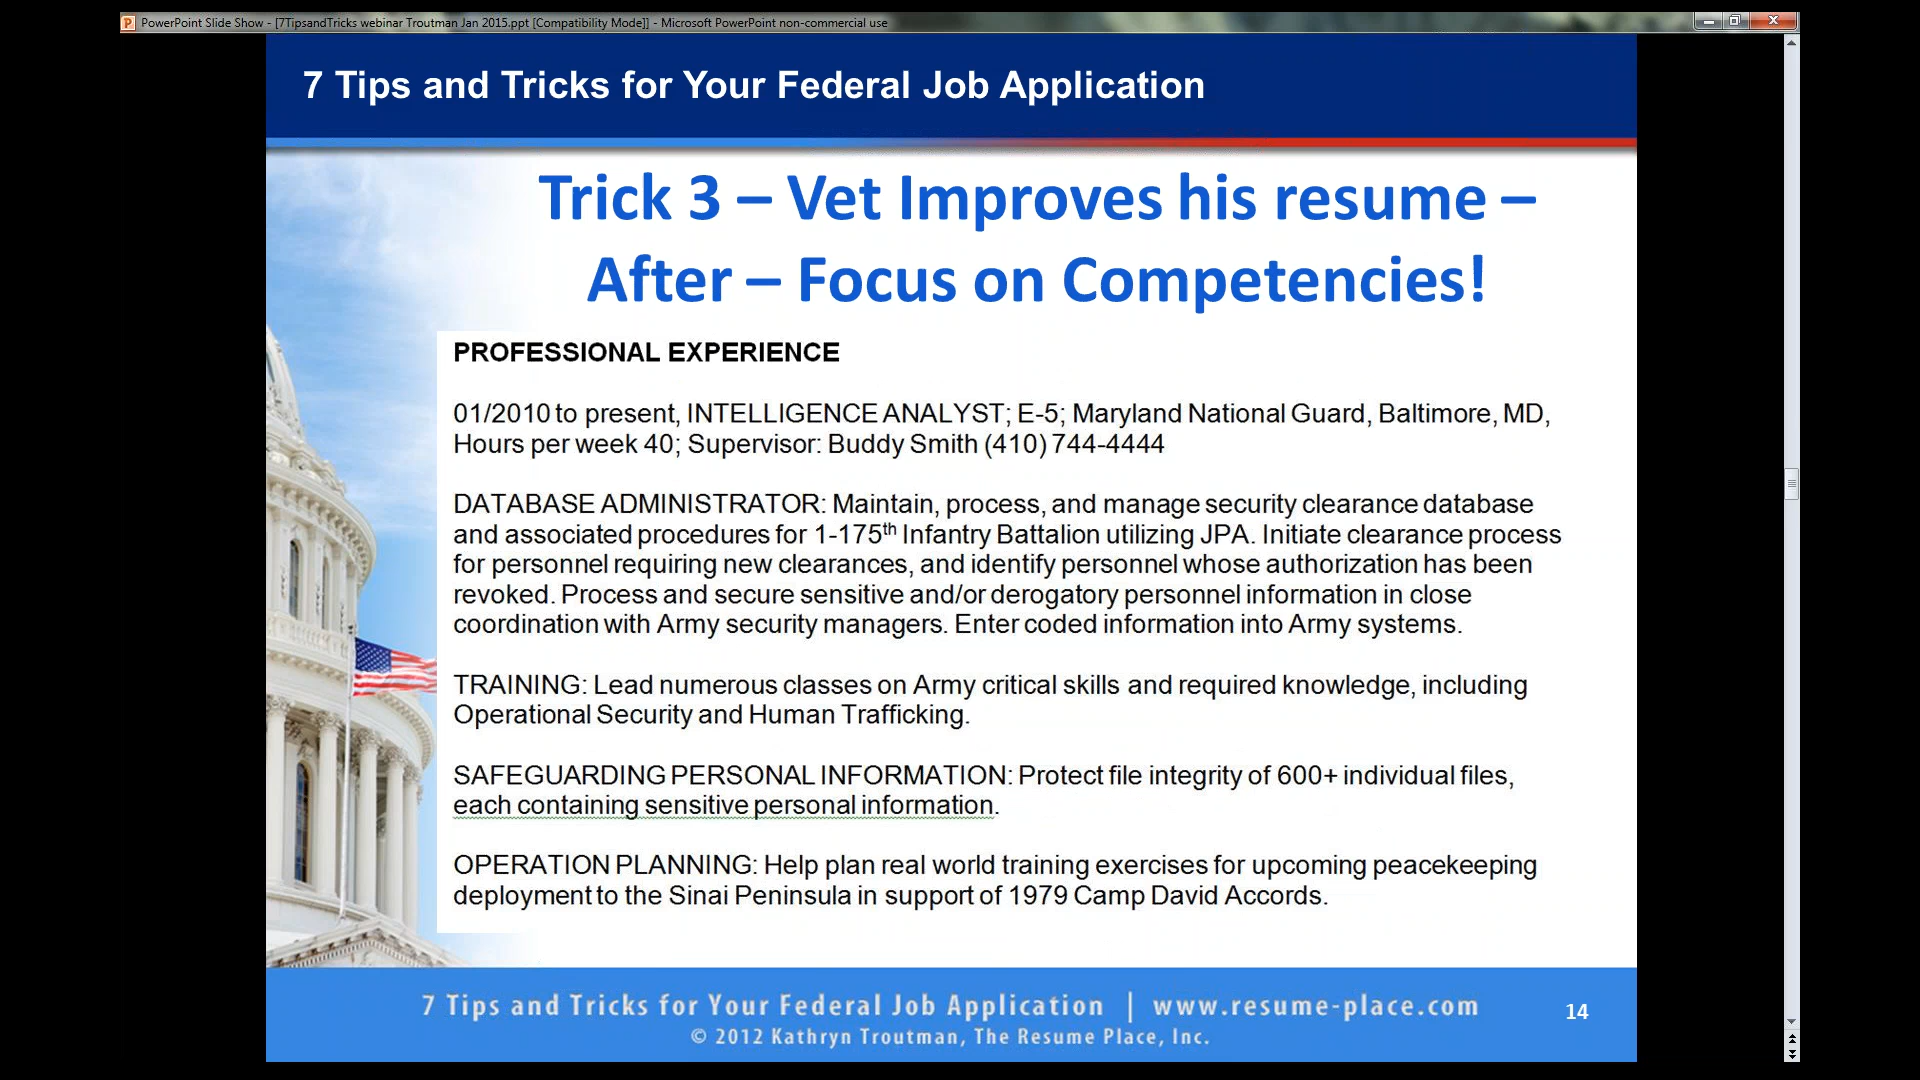 PowerPoint Slide Show - [7TipsandTricks webinar Troutman Jan 2015.ppt [Compatibility Mode]] - Microsoft PowerPoint non-commercial use
7 Tips and Tricks for Your Federal Job Application
Trick 3 – Vet Improves his resume –
After – Focus on Competencies!
PROFESSIONAL EXPERIENCE
01/2010 to present, INTELLIGENCE ANALYST; E-5; Maryland National Guard, Baltimore, MD,
Hours per week 40; Supervisor: Buddy Smith (410) 744-4444
DATABASE ADMINISTRATOR: Maintain, process, and manage security clearance database
and associated procedures for 1-175th Infantry Battalion utilizing JPA. Initiate clearance process
for personnel requiring new clearances, and identify personnel whose authorization has been
revoked. Process and secure sensitive and/or derogatory personnel information in close
coordination with Army security managers. Enter coded information into Army systems.
TRAINING: Lead numerous classes on Army critical skills and required knowledge, including
Operational Security and Human Trafficking.
SAFEGUARDING PERSONAL INFORMATION: Protect file integrity of 600+ individual files,
each containing sensitive personal information.
OPERATION PLANNING: Help plan real world training exercises for upcoming peacekeeping
deployment to the Sinai Peninsula in support of 1979 Camp David Accords.
7 Tips and Tricks for Your Federal Job Application | www.resume-place.com
14
© 2012 Kathryn Troutman, The Resume Place, Inc.